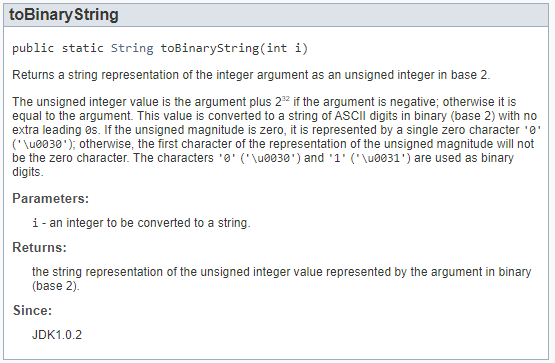 toBinaryString
public static String toBinaryString(int i)
Returns a string representation of the integer argument as an unsigned integer in base 2.
The unsigned integer value is the argument plus 2³² if the argument is negative; otherwise it is
equal to the argument. This value is converted to a string of ASCII digits in binary (base 2) with no
extra leading 0s. If the unsigned magnitude is zero, it is represented by a single zero character '0'
('\u0030'); otherwise, the first character of the representation of the unsigned magnitude will not
be the zero character. The characters '0' ('\u0030') and '1' ('\u0031') are used as binary
digits.
Parameters:
i - an integer to be converted to a string.
Returns:
the string representation of the unsigned integer value represented by the argument in binary
(base 2).
Since:
JDK1.0.2